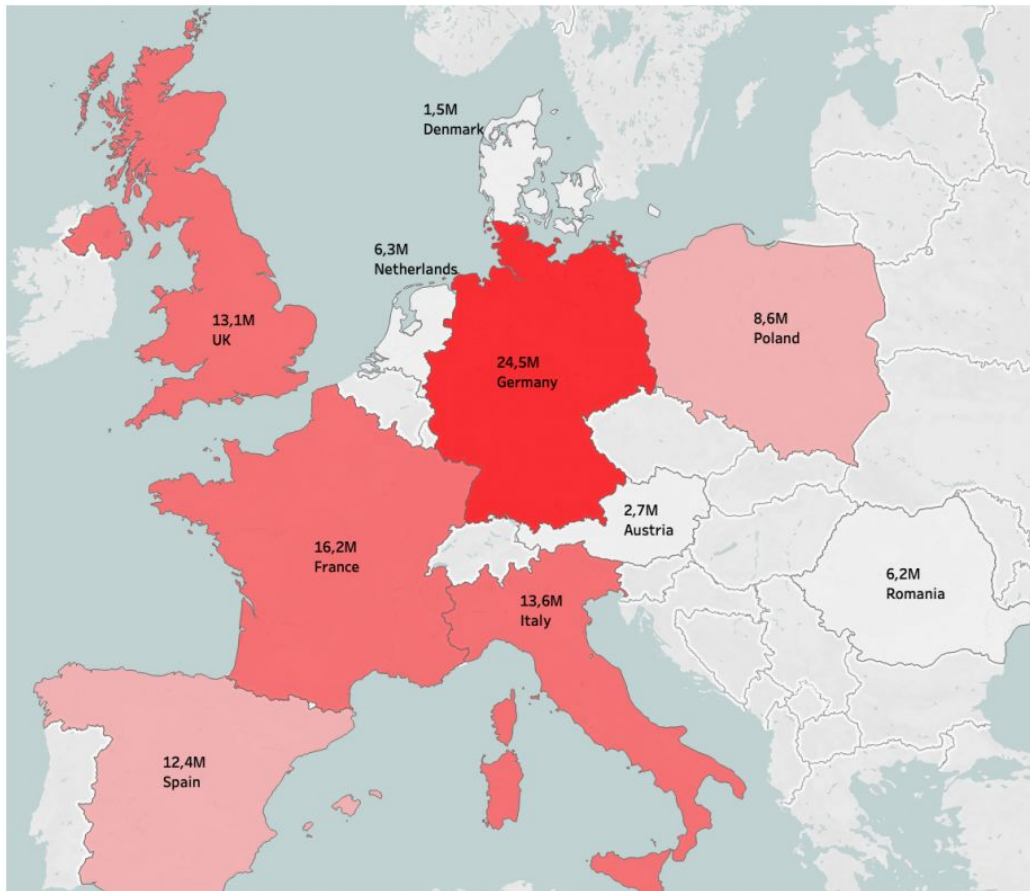 1,5M
Denmark
6,3M
Netherlands
13,1M
UK
8,6M
Poland
24,5M
Germany
2,7M
Austria
16,2M
France
6,2M
Romania
13,6M
Italy
12,4M
Spain